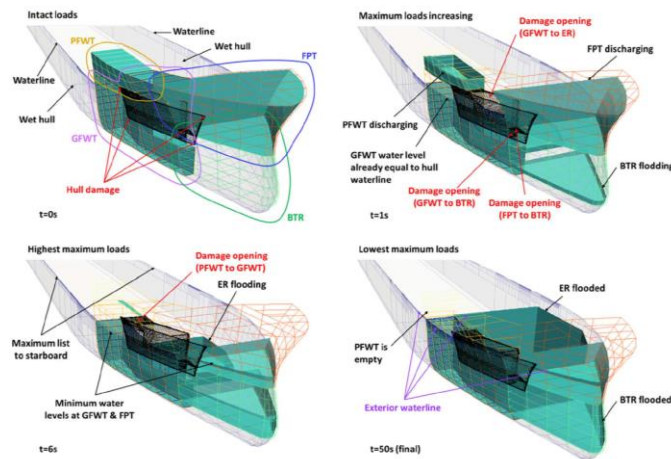 Intact loads
Waterline
PFWT
Wet hull
FPT
Waterline
Wet hull
GFWT
Hull damage
BTR
t=0s
Maximum loads increasing
Damage opening
(GFWT to ER)
FPT discharging
PFWT discharging
GFWT water level
already equal to hull
waterline
BTR flodding
Damage opening
(GFWT to BTR)
Damage opening
(FPT to BTR)
t=1s
Highest maximum loads
Damage opening
(PFWT to GFWT)
ER flooding
Maximum list
to starboard
Minimum water
levels at GFWT & FPT
t=6s
Lowest maximum loads
ER flooded
PFWT is
empty
Exterior waterline
BTR flooded
t=50s (final)